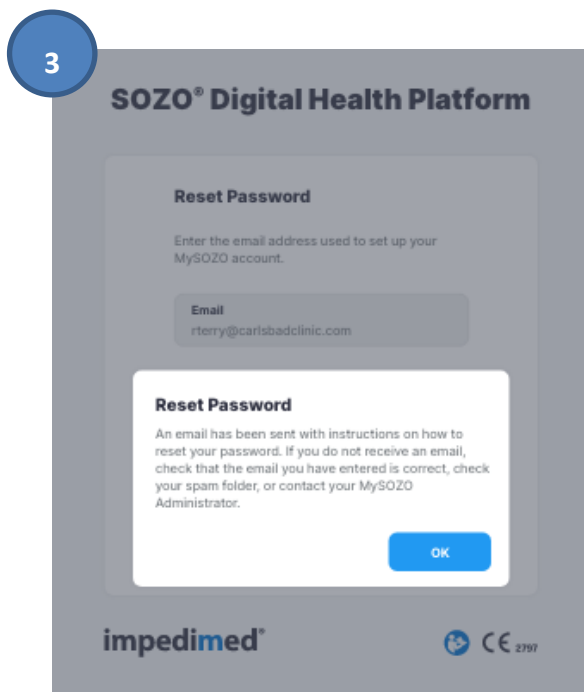 3
SOZO® Digital Health Platform
Reset Password
Enter the email address used to set up your
MySOZO account.
Email
rterry@carlsbadclinic.com
Reset Password
An email has been sent with instructions on how to
reset your password. If you do not receive an email,
check that the email you have entered is correct, check
your spam folder, or contact your MySOZO
Administrator.
OK
impedimed®
CE 2797